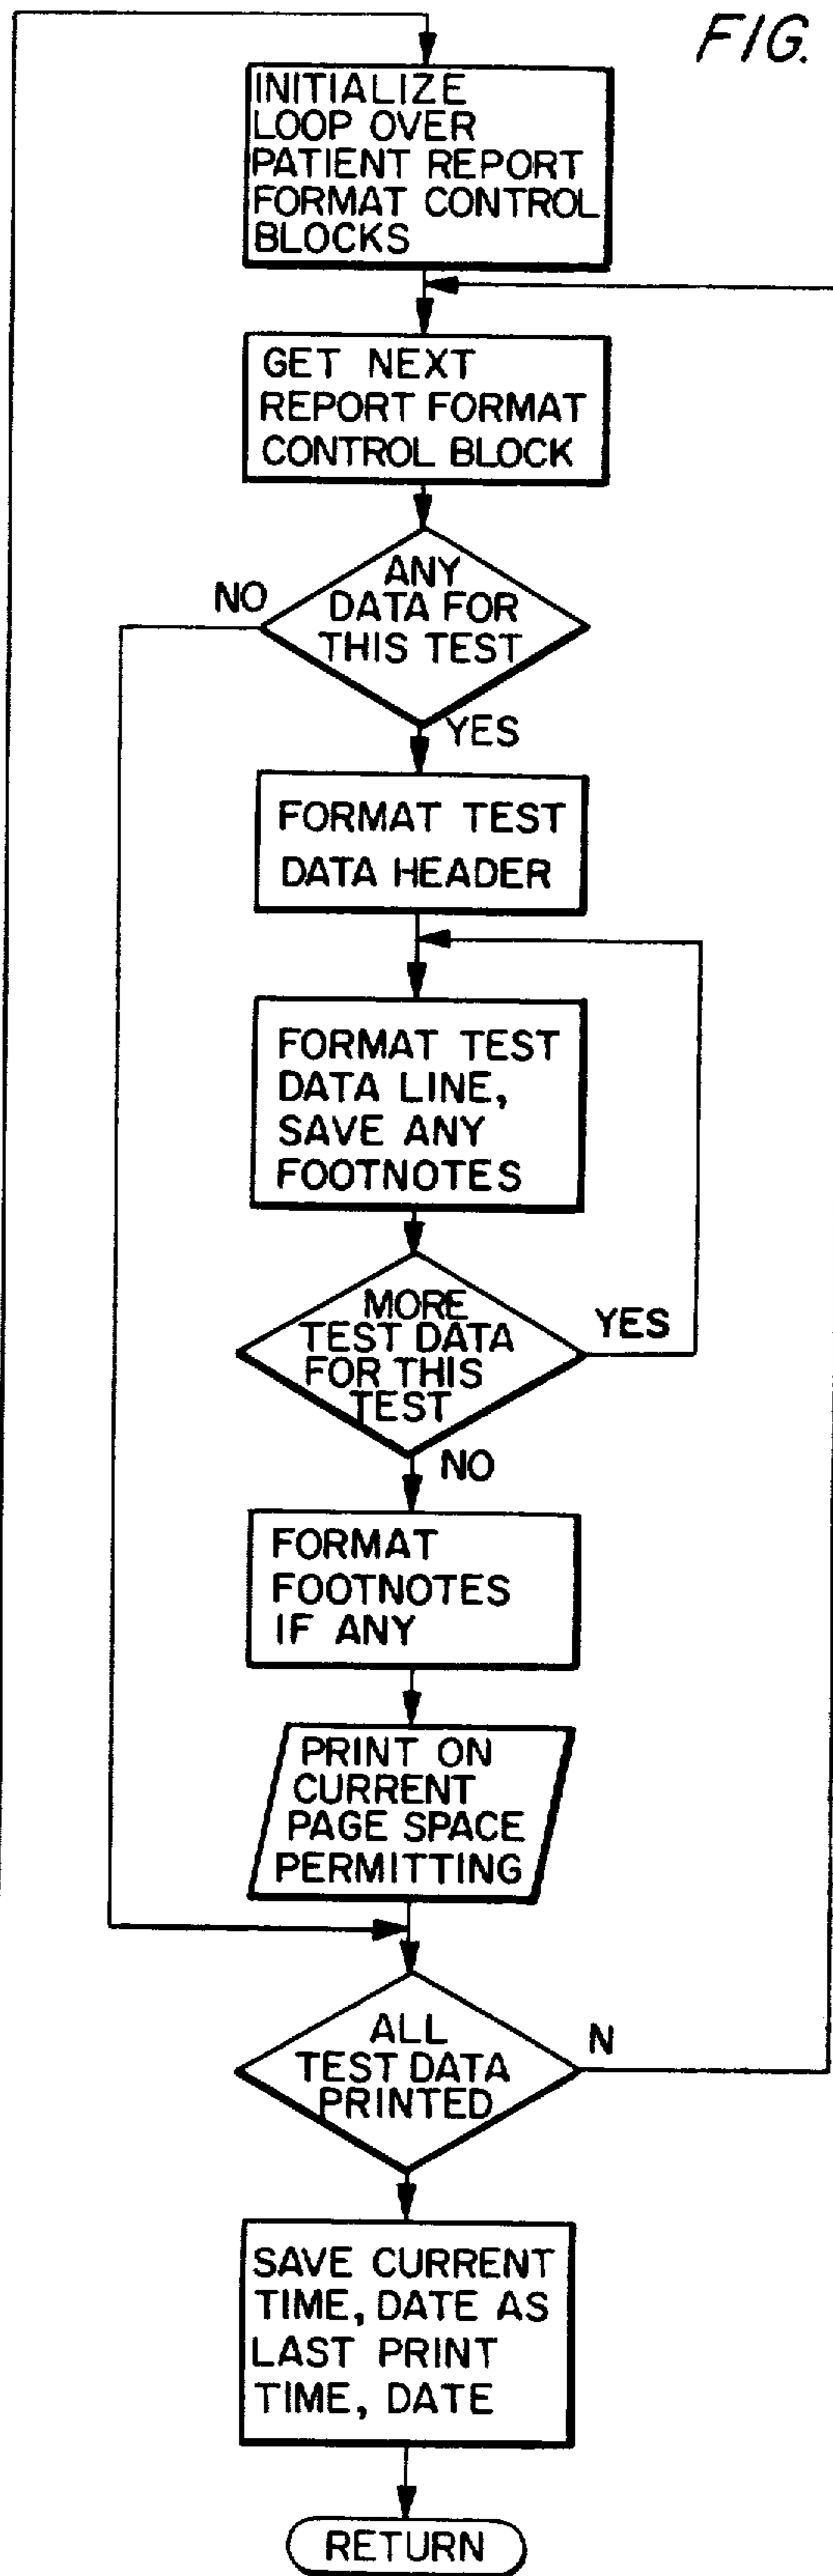 FIG.
INITIALIZE
LOOP OVER
PATIENT REPORT
FORMAT CONTROL
BLOCKS
GET NEXT
REPORT FORMAT
CONTROL BLOCK
ANY
DATA FOR
THIS TEST
NO
YES
FORMAT TEST
DATA HEADER
FORMAT TEST
DATA LINE,
SAVE ANY
FOOTNOTES
MORE
TEST DATA
FOR THIS
TEST
YES
NO
FORMAT
FOOTNOTES
IF ANY
PRINT ON
CURRENT
PAGE SPACE
PERMITTING
ALL
TEST DATA
PRINTED
N
SAVE CURRENT
TIME, DATE AS
LAST PRINT
TIME, DATE
RETURN